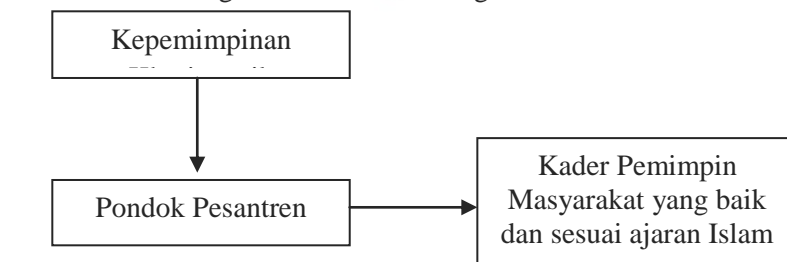 Kepemimpinan
Pondok Pesantren
Kader Pemimpin
Masyarakat yang baik
dan sesuai ajaran Islam